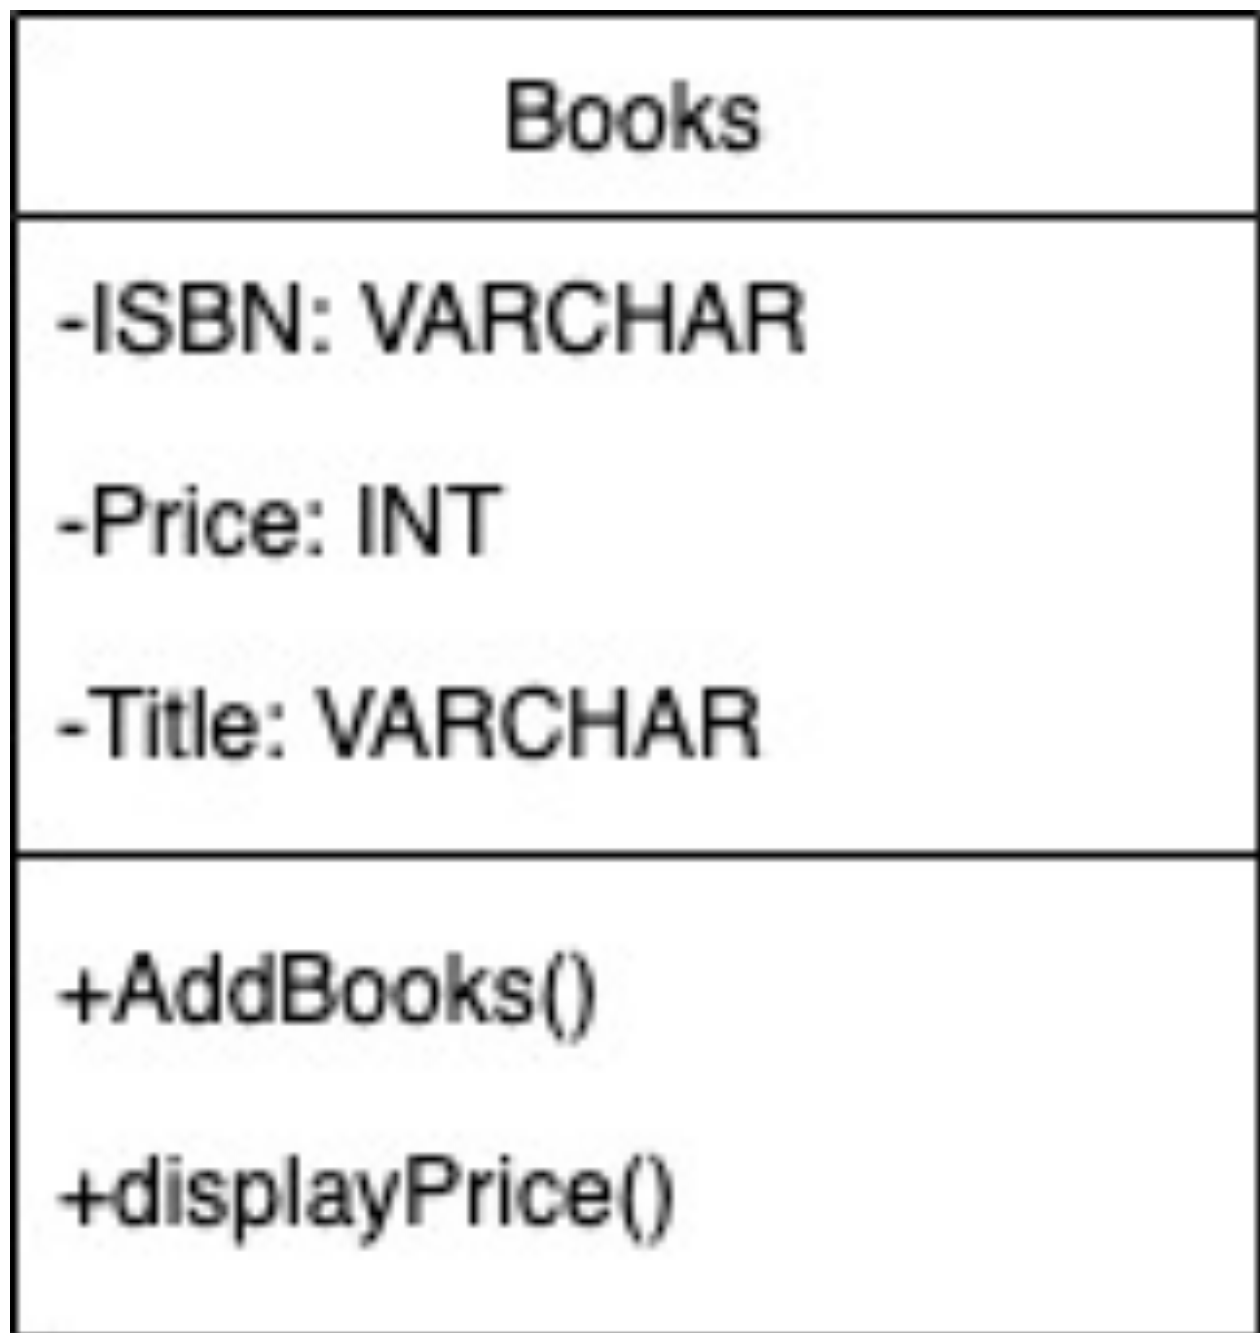 Books
-ISBN: VARCHAR
-Price: INT
-Title: VARCHAR
+AddBooks()
+displayPrice()